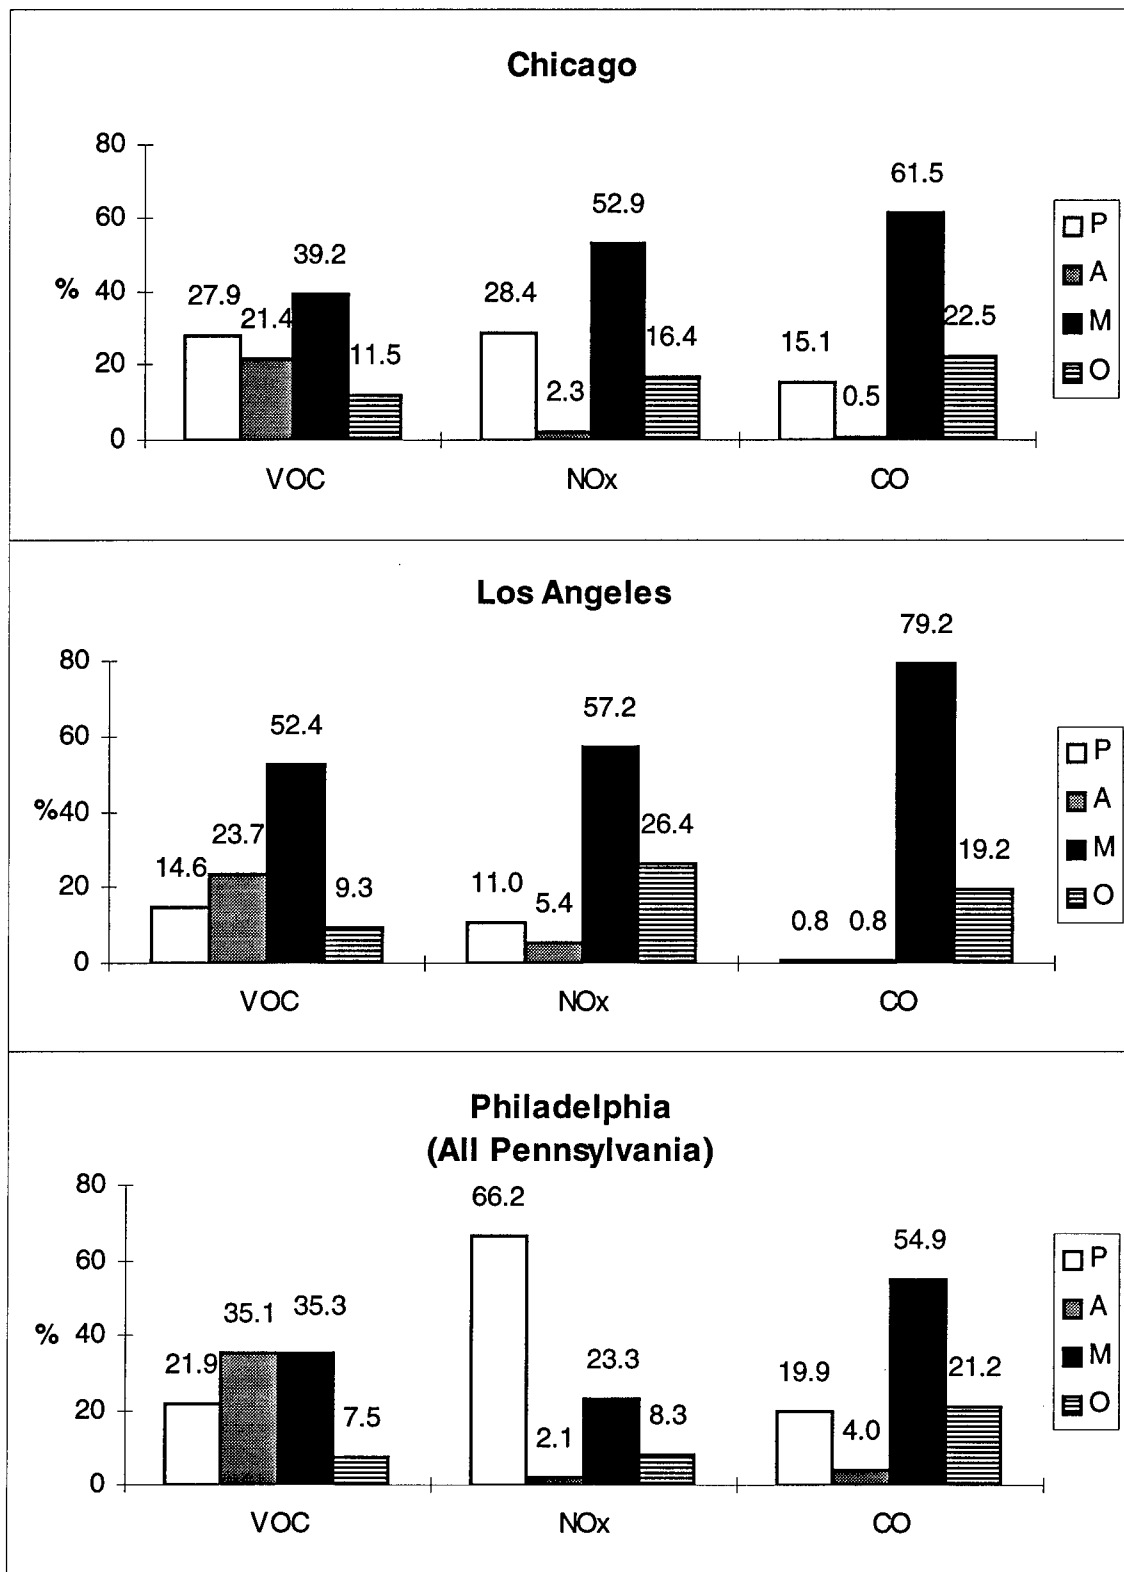 Chicago
80
60
% 40
20
0
27.9
21.4
39.2
11.5
28.4
2.3
52.9
16.4
15.1
0.5
61.5
22.5
VOC NOx CO
P
A
M
O
Los Angeles
80
60
%40
20
0
14.6
23.7
52.4
9.3
11.0
5.4
57.2
26.4
0.8
0.8
79.2
19.2
VOC NOx CO
P
A
M
O
Philadelphia
(All Pennsylvania)
80
60
% 40
20
0
21.9
35.1
35.3
7.5
66.2
2.1
23.3
8.3
19.9
4.0
54.9
21.2
VOC NOx CO
P
A
M
O